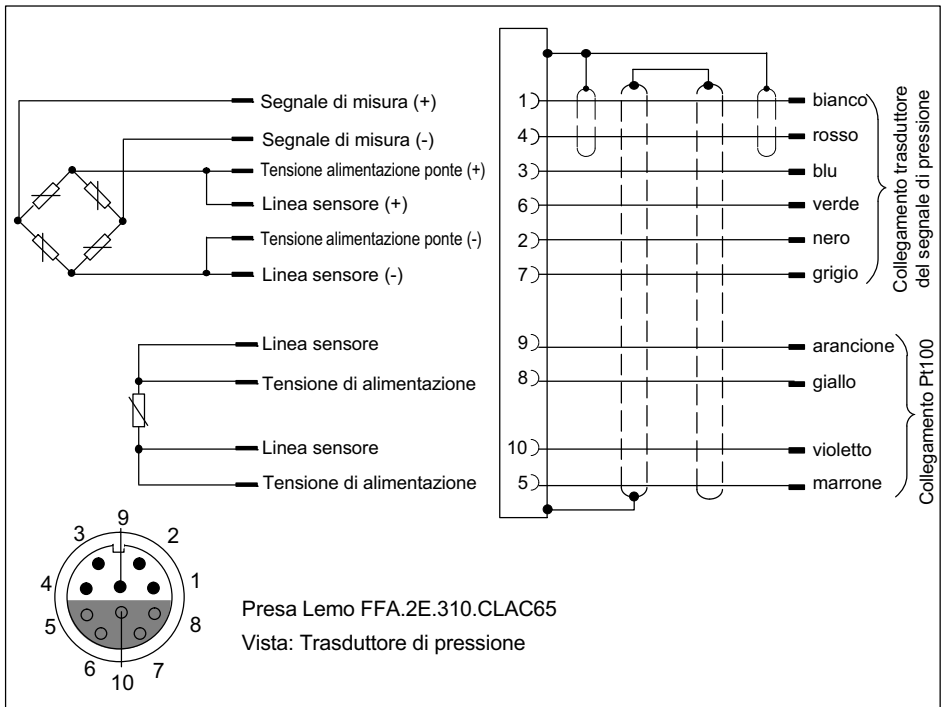 Segnale di misura (+)
Segnale di misura (-)
Tensione alimentazione ponte (+)
Linea sensore (+)
Tensione alimentazione ponte (-)
Linea sensore (-)
Linea sensore
Tensione di alimentazione
Linea sensore
Tensione di alimentazione
1 bianco
4 rosso
3 blu
6 verde
2 nero
7 grigio
Collegamento trasduttore
del segnale di pressione
9 arancione
8 giallo
10 violetto
5 marrone
Collegamento Pt100
9
3 2
4 1
5 8
6 7
10
Presa Lemo FFA.2E.310.CLAC65
Vista: Trasduttore di pressione